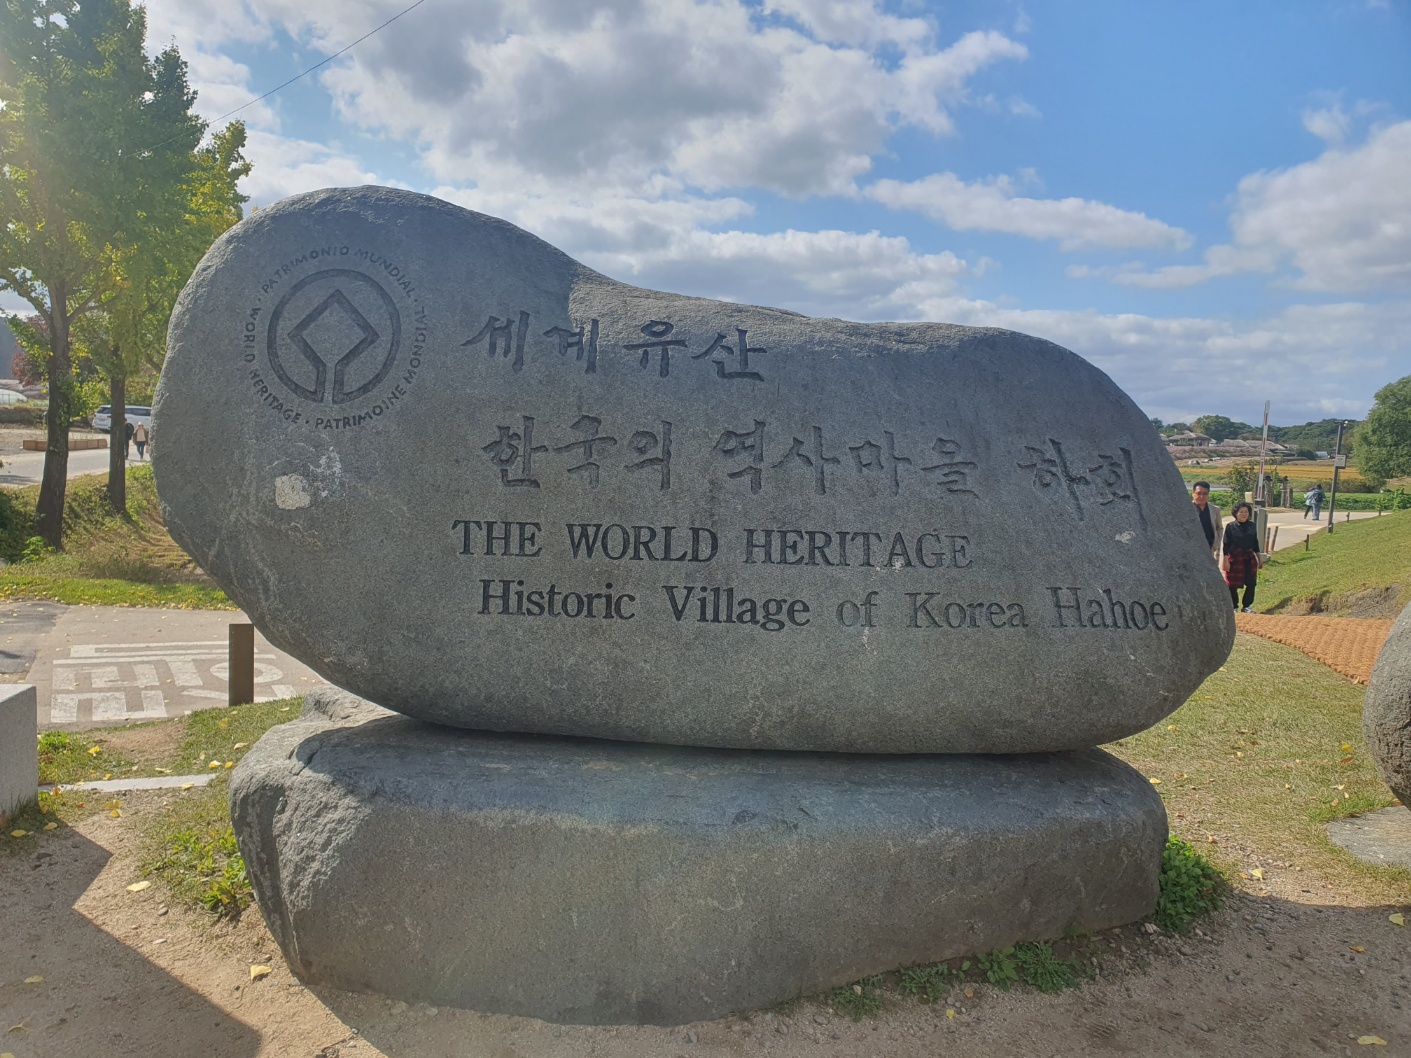 WORLD HERITAGE • PATRIMOINE MONDIAL • PATRIMONIO MUNDIAL •
세계유산
한국의 역사마을 하회
THE WORLD HERITAGE
Historic Village of Korea Hahoe